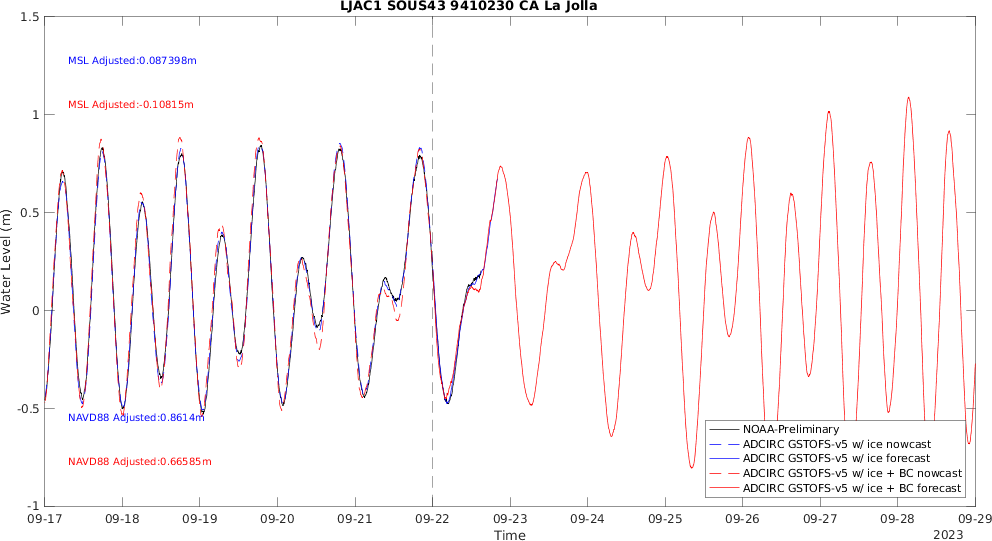 LJAC1 SOUS43 9410230 CA La Jolla
1.5
1
0.5
0
-0.5
-1
Water Level (m)
MSL Adjusted:0.087398m
MSL Adjusted:-0.10815m
NAVD88 Adjusted:0.8614m
NAVD88 Adjusted:0.66585m
NOAA-Preliminary
ADCIRC GSTOFS-v5 w/ ice nowcast
ADCIRC GSTOFS-v5 w/ ice forecast
ADCIRC GSTOFS-v5 w/ ice + BC nowcast
ADCIRC GSTOFS-v5 w/ ice + BC forecast
09-17 09-18 09-19 09-20 09-21 09-22 09-23 09-24 09-25 09-26 09-27 09-28 09-29
Time
2023